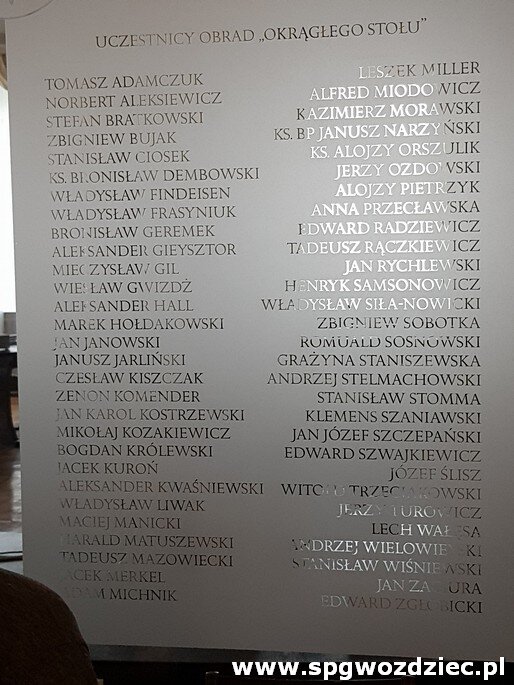 UCZESTNICY OBRAD „OKRĄGŁEGO STOŁU”
TOMASZ ADAMCZUK
NORBERT ALEKSIEWICZ
STEFAN BRATKOWSKI
ZBIGNIEW BUJAK
STANISŁAW CIOSEK
KS. BRONISŁAW DEMBOWSKI
WŁADYSŁAW FINDEISEN
WŁADYSŁAW FRASYNIUK
BRONISŁAW GEREMEK
ALEKSANDER GIEYSZTOR
MIECZYSŁAW GIL
WIESŁAW GWIZDŻ
ALEKSANDER HALL
MAREK HOŁDAKOWSKI
JAN JANOWSKI
JANUSZ JARLIŃSKI
CZESŁAW KISZCZAK
ZENON KOMENDER
JAN KAROL KOSTRZEWSKI
MIKOŁAJ KOZAKIEWICZ
BOGDAN KRÓLEWSKI
JACEK KUROŃ
ALEKSANDER KWAŚNIEWSKI
WŁADYSŁAW LIWAK
MACIEJ MANICKI
HARALD MATUSZEWSKI
TADEUSZ MAZOWIECKI
JACEK MERKEL
ADAM MICHNIK
LESZEK MILLER
ALFRED MIODOWICZ
KAZIMIERZ MORAWSKI
KS. BP JANUSZ NARZYŃSKI
KS. ALOJZY ORSZULIK
JERZY OZDOWSKI
ALOJZY PIETRZYK
ANNA PRZECŁAWSKA
EDWARD RADZIEWICZ
TADEUSZ RĄCZKIEWICZ
JAN RYCHLEWSKI
HENRYK SAMSONOWICZ
WŁADYSŁAW SIŁA-NOWICKI
ZBIGNIEW SOBOTKA
ROMUALD SOSNOWSKI
GRAŻYNA STANISZEWSKA
ANDRZEJ STELMACHOWSKI
STANISŁAW STOMMA
KLEMENS SZANIAWSKI
JAN JÓZEF SZCZEPAŃSKI
EDWARD SZWAJKIEWICZ
JÓZEF ŚLISZ
WITOLD TRZECIAKOWSKI
JERZY TUROWICZ
LECH WAŁĘSA
ANDRZEJ WIELOWIEYSKI
STANISŁAW WIŚNIEWSKI
JAN ZACIURA
EDWARD ZGŁOBICKI
www.spgwozdziec.pl